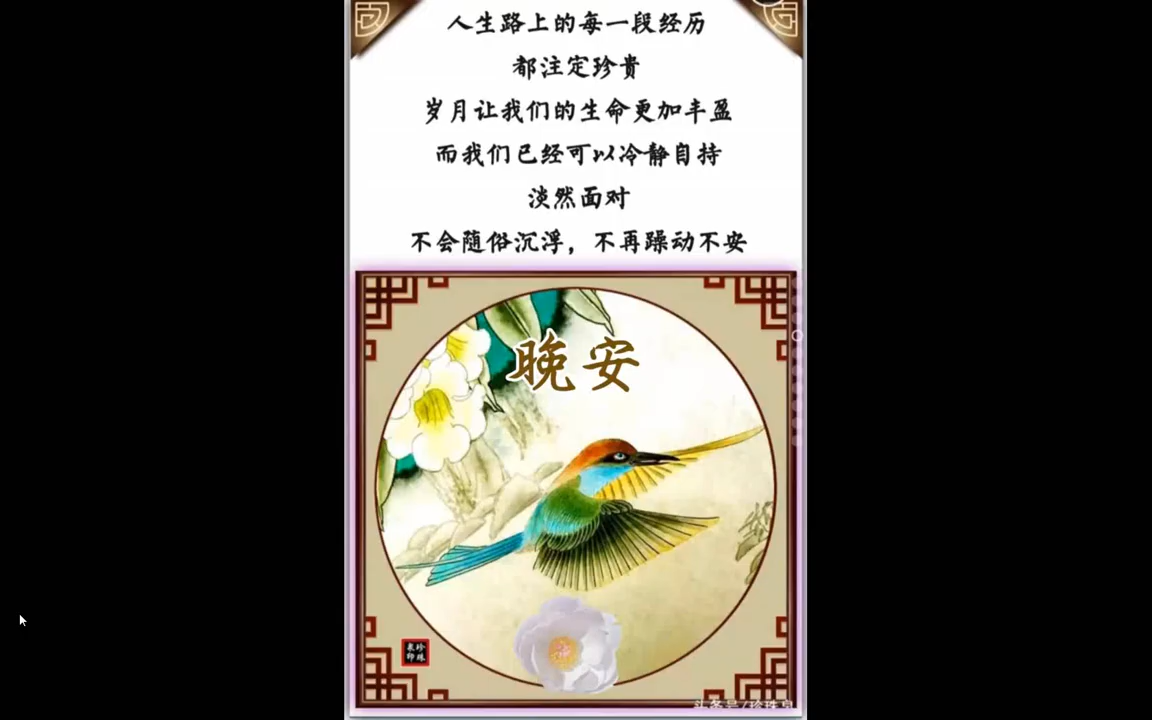 人生路上的每一段经历
都注定珍贵
岁月让我们的生命更加丰盈
而我们已经可以冷静自持
淡然面对
不会随俗沉浮，不再躁动不安
晚安